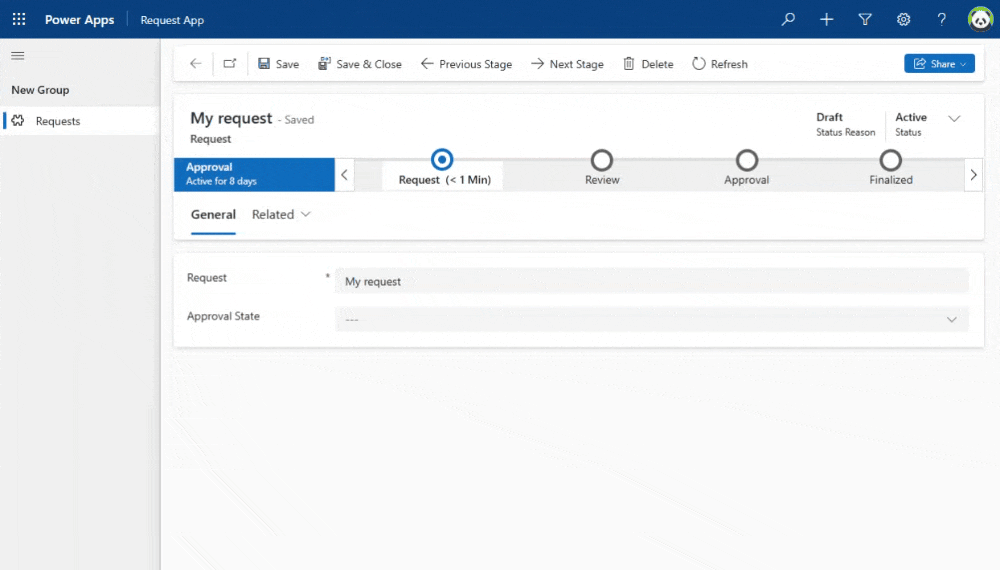 Power Apps Request App
New Group
Requests
Save Save & Close Previous Stage Next Stage Delete Refresh Share
My request - Saved
Request
Draft
Status Reason
Active
Status
Approval
Active for 8 days
Request (< 1 Min) Review Approval Finalized
General Related
Request * My request
Approval State ---